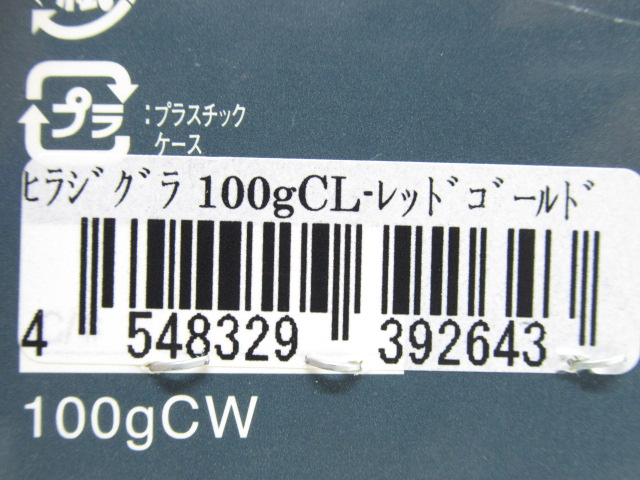 紙
プラ
:プラスチック
ケース
ﾋﾗｼﾞｸﾞﾗ 100gCL-ﾚｯﾄﾞｺﾞｰﾙﾄﾞ
4 548329 392643
100gCW